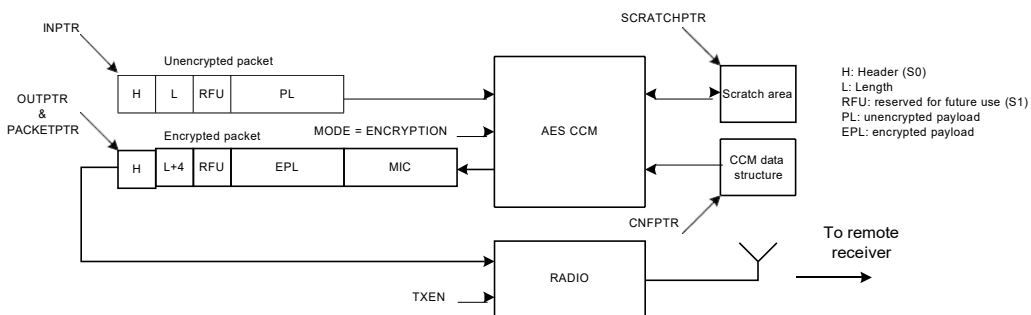 SCRATCHPTR
INPTR
Unencrypted packet
H L RFU PL
OUTPTR
&
PACKETPTR
Encrypted packet
MODE = ENCRYPTION
H L+4 RFU EPL MIC
AES CCM
Scratch area
CCM data
structure
CNFPTR
H: Header (S0)
L: Length
RFU: reserved for future use (S1)
PL: unencrypted payload
EPL: encrypted payload
RADIO
TXEN
To remote
receiver